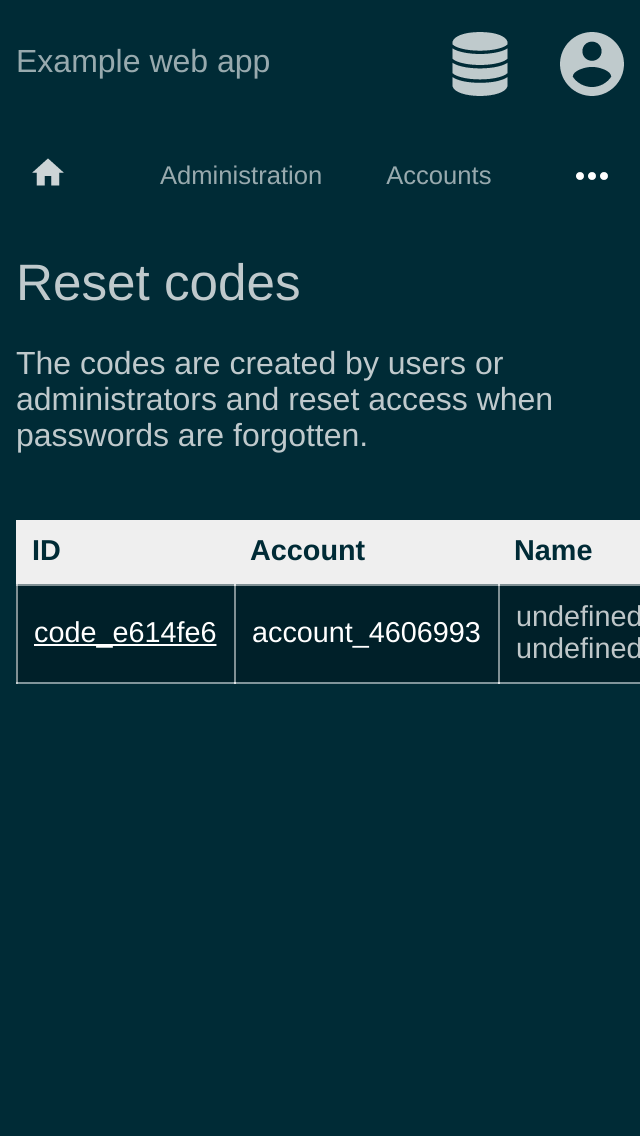 Example web app
Administration Accounts
Reset codes
The codes are created by users or
administrators and reset access when
passwords are forgotten.
ID Account Name
code_e614fe6 account_4606993 undefined
undefined